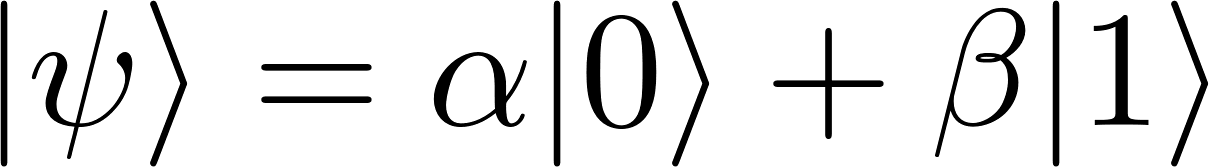 |ψ⟩ = α|0⟩ + β|1⟩